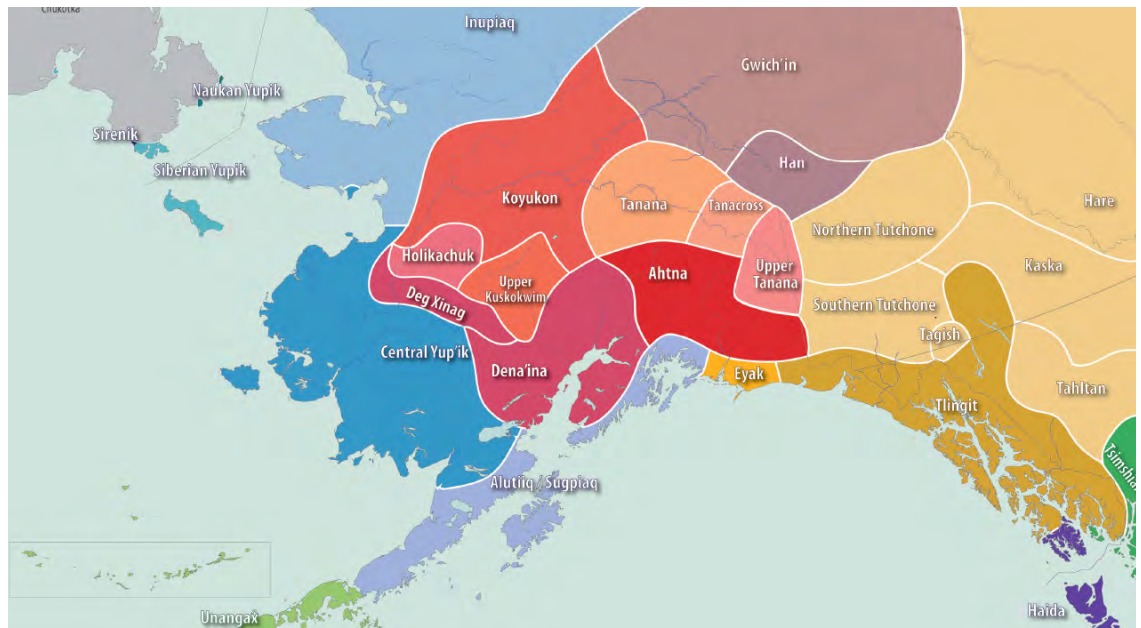 Chukotka
Inupiaq
Gwich'in
Naukan Yupik
Sirenik
Siberian Yupik
Han
Koyukon
Tanana
Tanacross
Hare
Northern Tutchone
Holikachuk
Upper
Kuskokwim
Ahtna
Upper
Tanana
Kaska
Deg Xinag
Southern Tutchone
Tagish
Central Yup'ik
Dena'ina
Eyak
Tahltan
Tlingit
Tsimshian
Alutiiq / Sugpiaq
Unangax̂
Haida